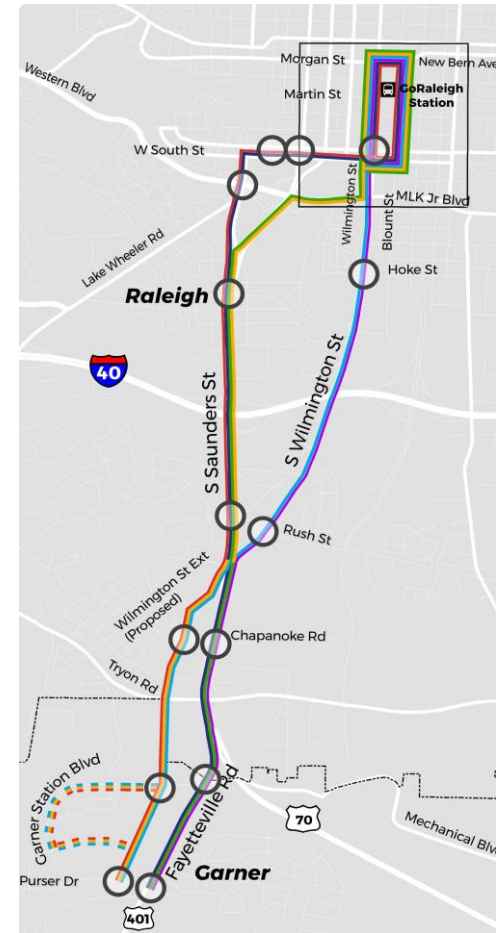 Morgan St
New Bern Ave
Western Blvd
Martin St
GoRaleigh
Station
W South St
Wilmington St
MLK Jr Blvd
Blount St
Lake Wheeler Rd
Hoke St
Raleigh
40
S Saunders St
S Wilmington St
Rush St
Wilmington St Ext
(Proposed)
Chapanoke Rd
Tryon Rd
Garner Station Blvd
Fayetteville Rd
70
Mechanical Blv
Purser Dr
Garner
401